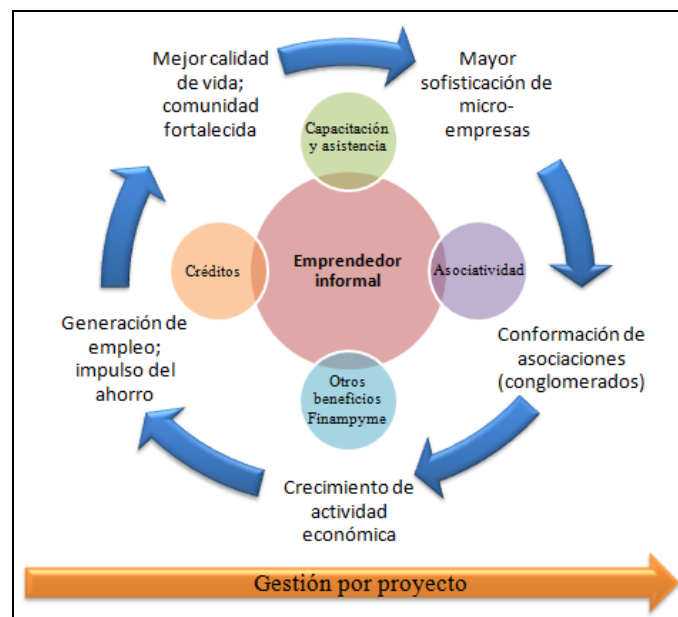 Mejor calidad
de vida;
comunidad
fortalecida
Mayor
sofisticación de
micro-
empresas
Capacitación
y asistencia
Créditos
Emprendedor
informal
Asociatividad
Generación de
empleo;
impulso del
ahorro
Conformación de
asociaciones
(conglomerados)
Otros
beneficios
Finampyme
Crecimiento de
actividad
económica
Gestión por proyecto